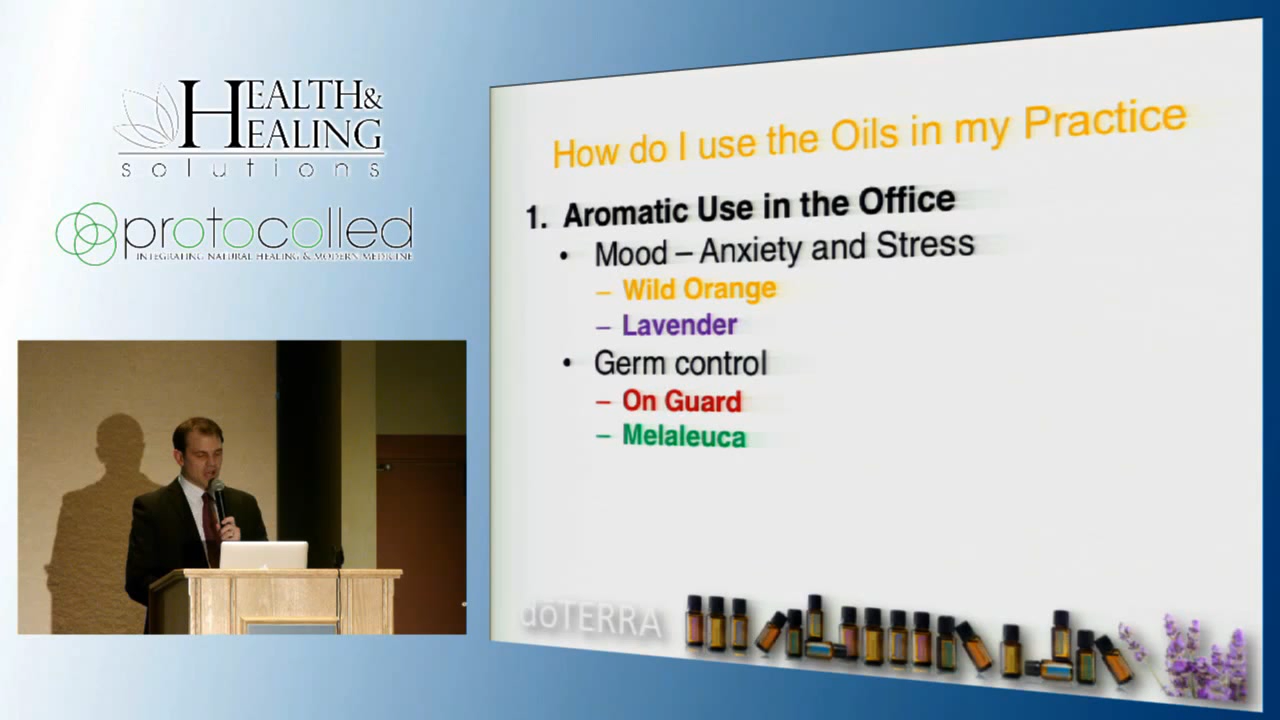 HEALTH&
HEALING
solutions
protocolled
INTEGRATING NATURAL HEALING & MODERN MEDICINE
How do I use the Oils in my Practice
1. Aromatic Use in the Office
• Mood – Anxiety and Stress
– Wild Orange
– Lavender
• Germ control
– On Guard
– Melaleuca
dōTERRA